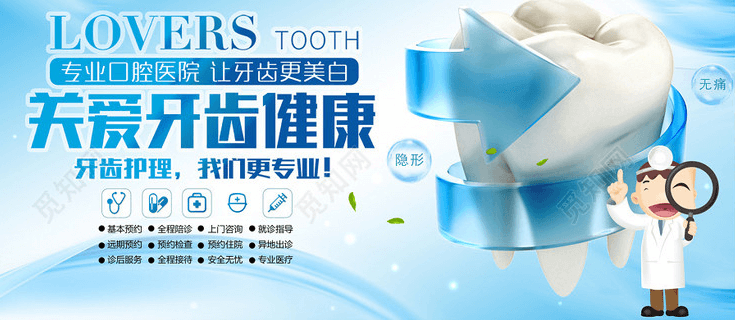 LOVERS TOOTH
专业口腔医院 让牙齿更美白
关爱牙齿健康
牙齿护理，我们更专业！
●基本预约 ●全程陪诊 ●上门咨询 ●就诊指导
●远期预约 ●预约检查 ●预约住院 ●异地出诊
●诊后服务 ●全程接待 ●安全无忧 ●专业医疗
无痛
隐形
觅知网